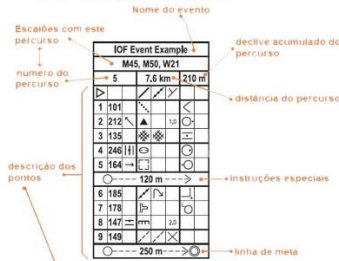 Nome do evento
Escalões com este percurso
IOF Event Example
declive acumulado do percurso
M45, M50, W21
numero do percurso
5 7.6 km 210 m
distância do percurso
1 101
2 212 1,0
3 135
4 246
descrição dos pontos
5 164
120 m
instruções especiais
6 185
7 178
8 147 2,0
9 149
250 m
linha de meta